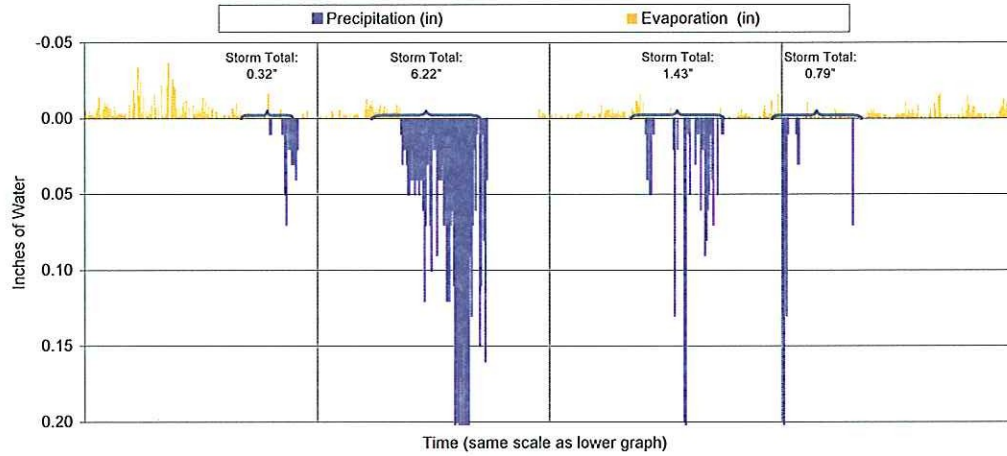 Precipitation (in) Evaporation (in)
-0.05
0.00
0.05
0.10
0.15
0.20
Inches of Water
Storm Total:
0.32"
Storm Total:
6.22"
Storm Total:
1.43"
Storm Total:
0.79"
Time (same scale as lower graph)